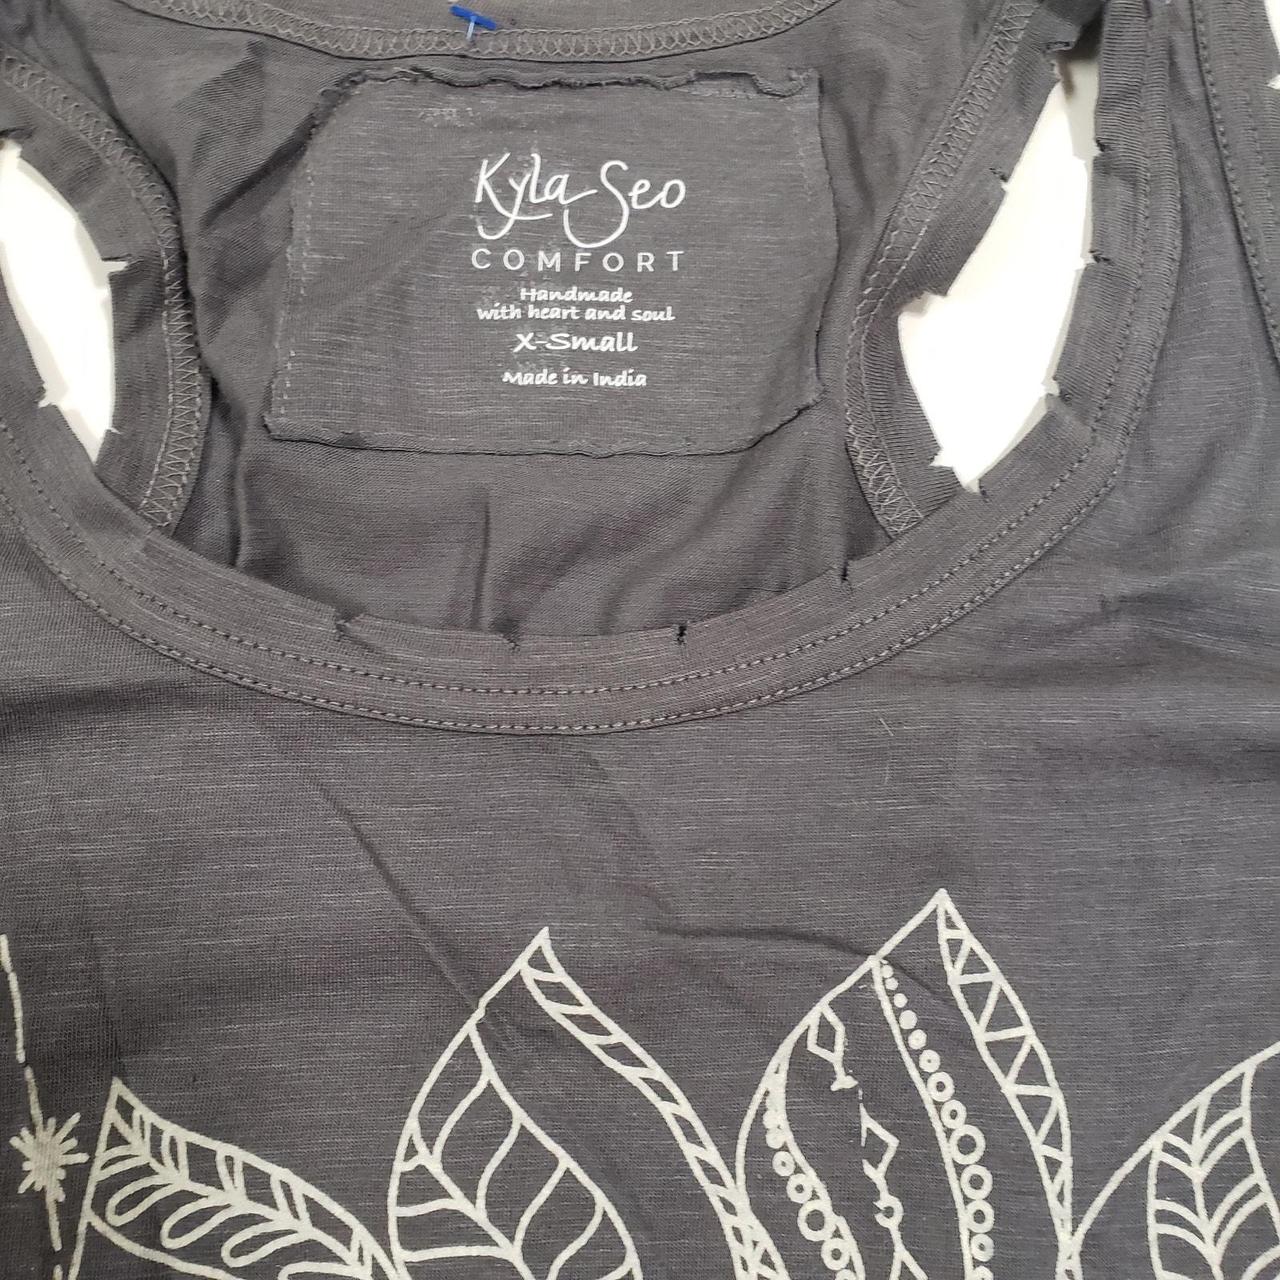 Kyla Seo
COMFORT
Handmade
with heart and soul
X-Small
Made in India